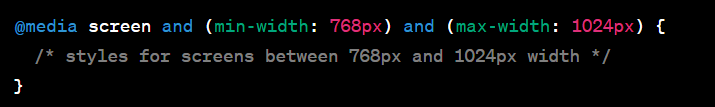 @media screen and (min-width: 768px) and (max-width: 1024px) {
  /* styles for screens between 768px and 1024px width */
}